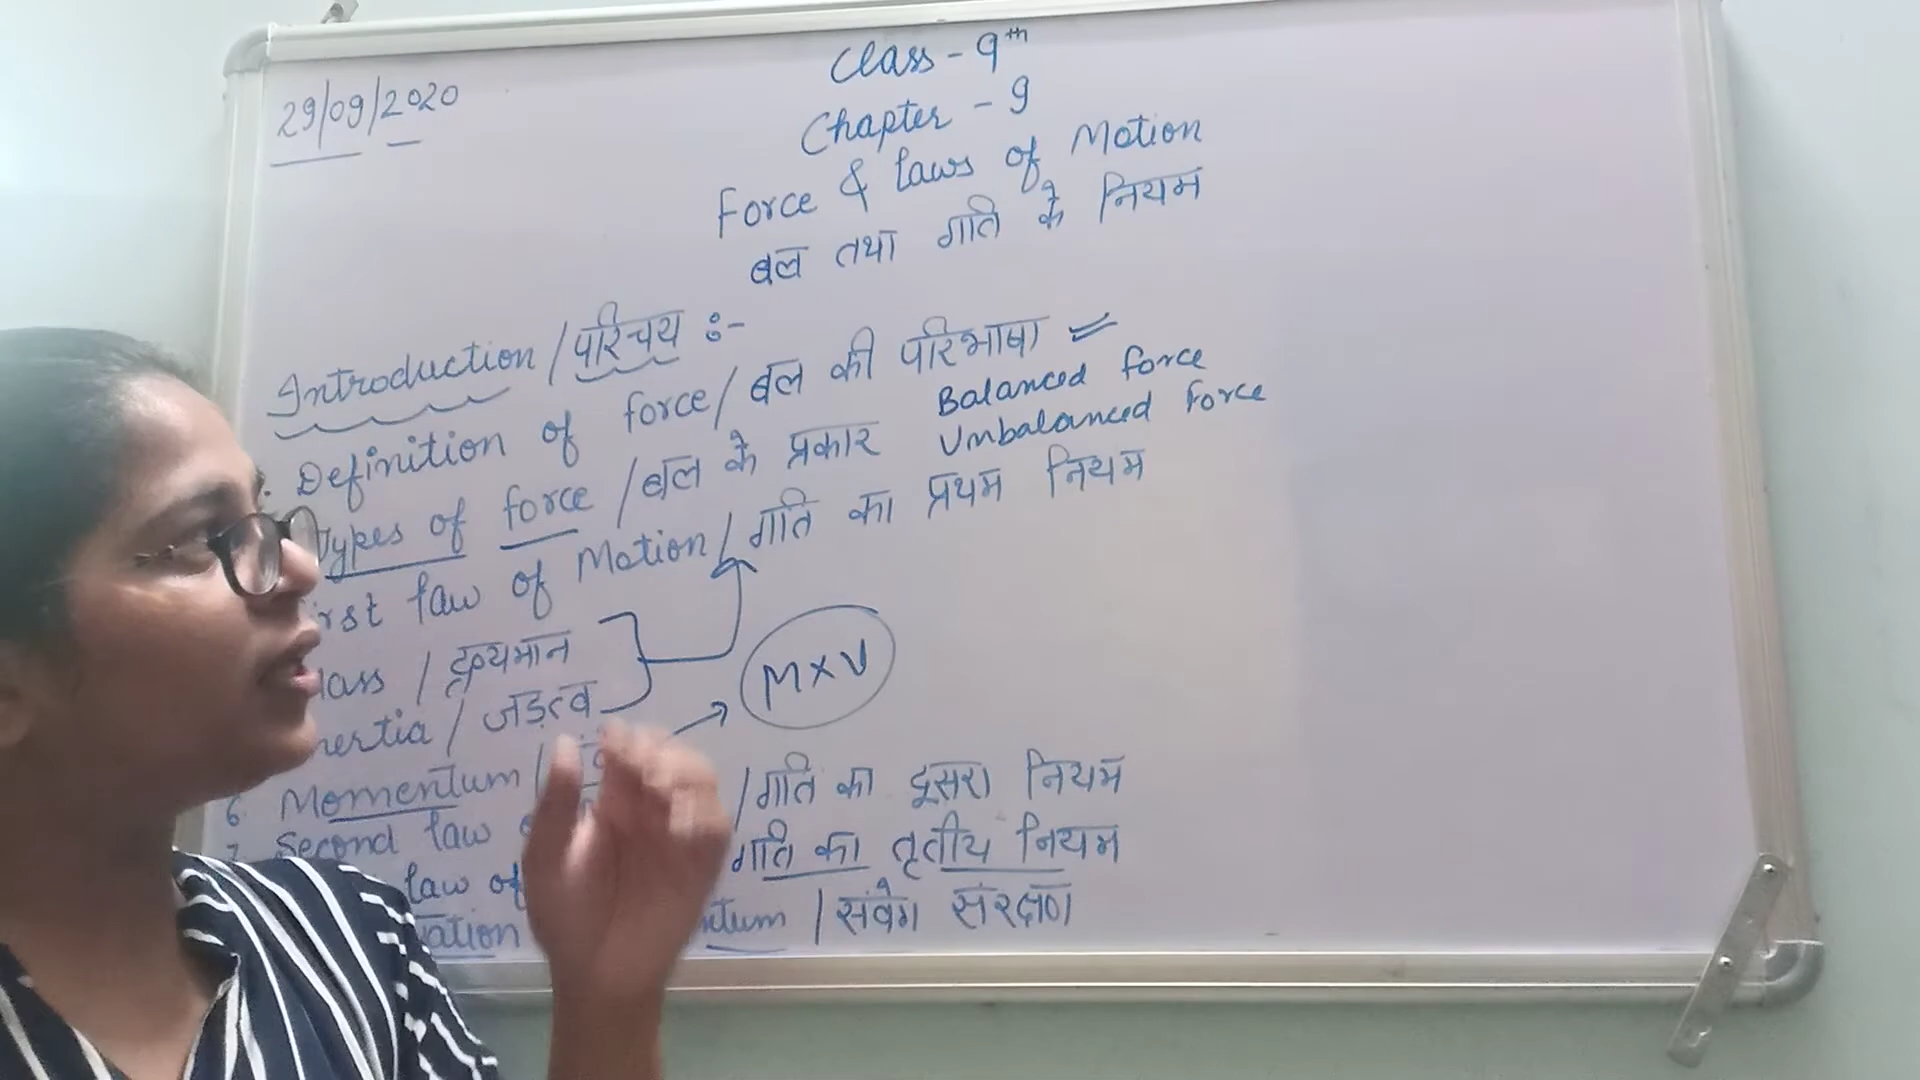 29/09/2020
Class - 9th
Chapter - 9
Force & laws of Motion
बल तथा गति के नियम
Introduction / परिचय :-
Definition of force / बल की परिभाषा
Types of force / बल के प्रकार Balanced force
Unbalanced force
First law of Motion / गति का प्रथम नियम
Mass / द्रव्यमान
Inertia / जड़त्व
M x V
6. Momentum /
7. Second law / गति का दूसरा नियम
law of गति का तृतीय नियम
/ संवेग संरक्षण